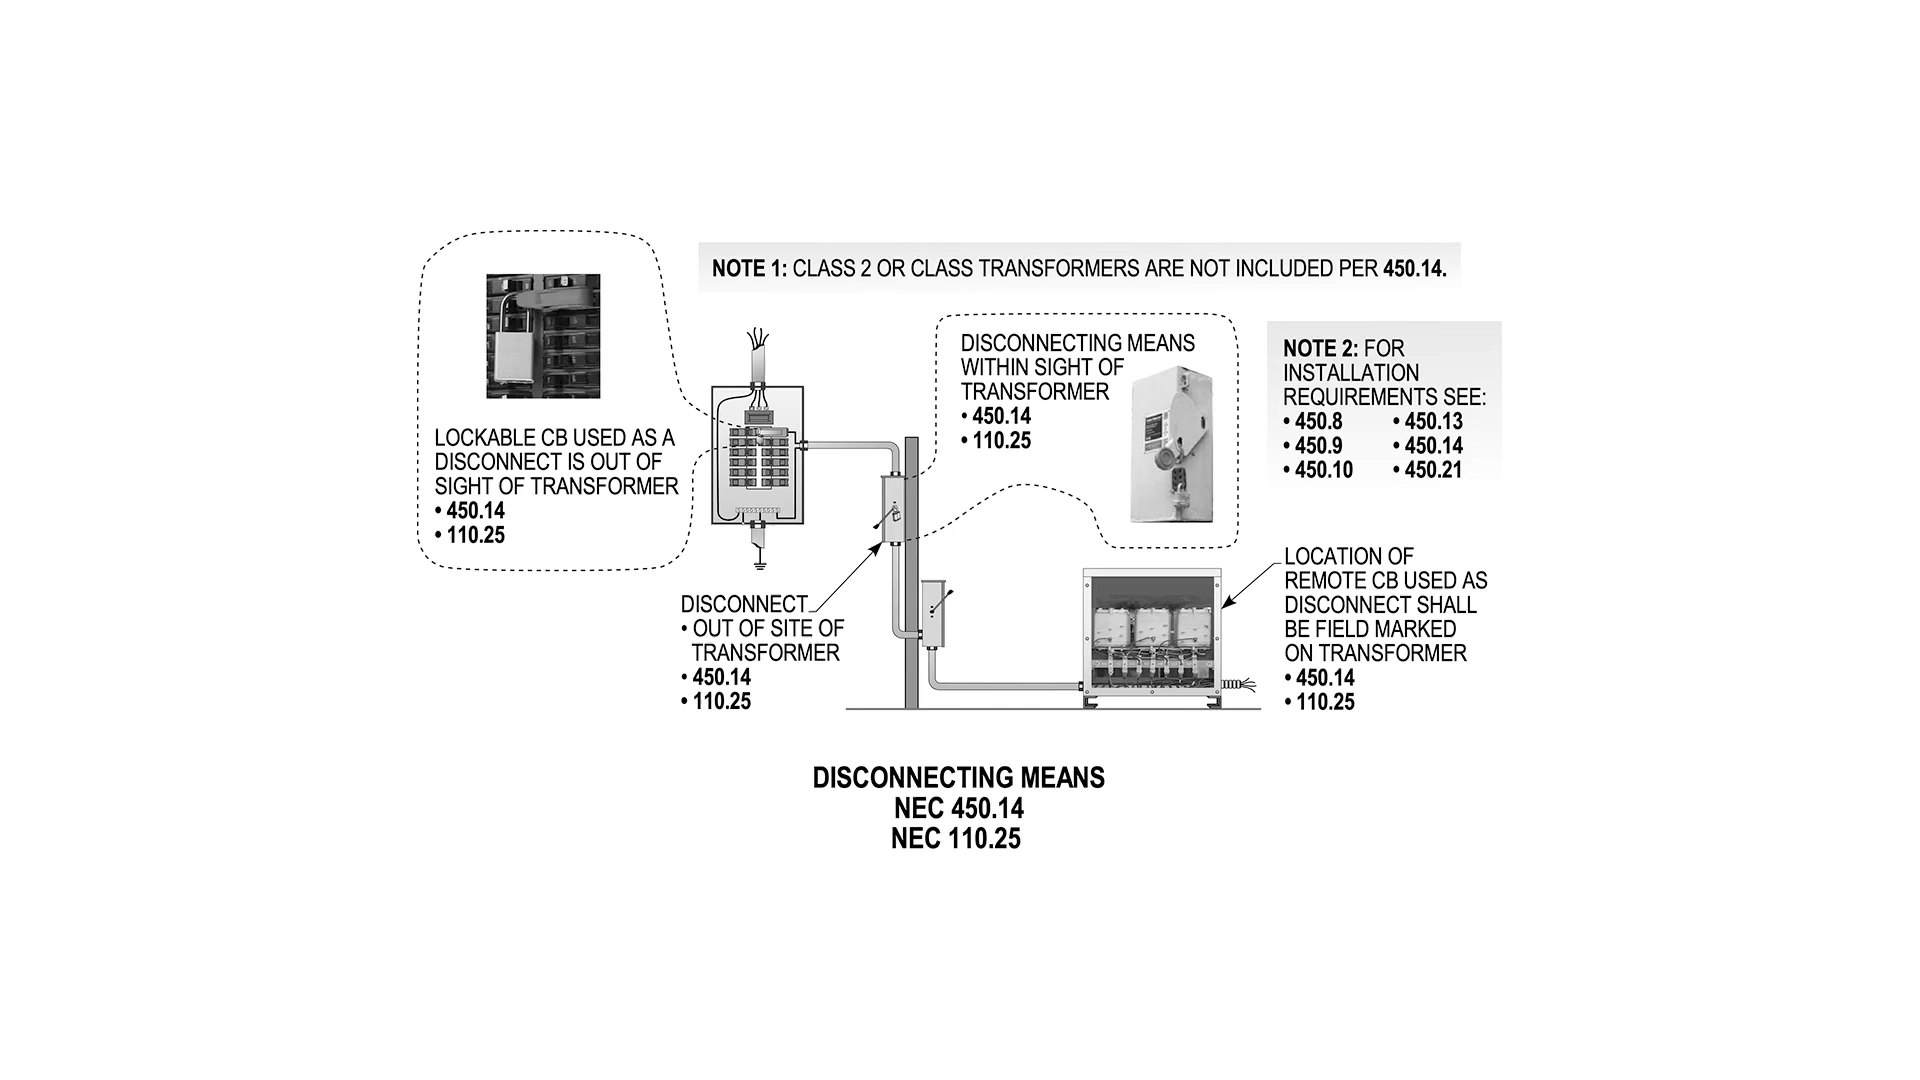 NOTE 1: CLASS 2 OR CLASS TRANSFORMERS ARE NOT INCLUDED PER 450.14.
LOCKABLE CB USED AS A
DISCONNECT IS OUT OF
SIGHT OF TRANSFORMER
• 450.14
• 110.25
DISCONNECTING MEANS
WITHIN SIGHT OF
TRANSFORMER
• 450.14
• 110.25
NOTE 2: FOR
INSTALLATION
REQUIREMENTS SEE:
• 450.8 • 450.13
• 450.9 • 450.14
• 450.10 • 450.21
DISCONNECT
• OUT OF SITE OF
TRANSFORMER
• 450.14
• 110.25
LOCATION OF
REMOTE CB USED AS
DISCONNECT SHALL
BE FIELD MARKED
ON TRANSFORMER
• 450.14
• 110.25
DISCONNECTING MEANS
NEC 450.14
NEC 110.25